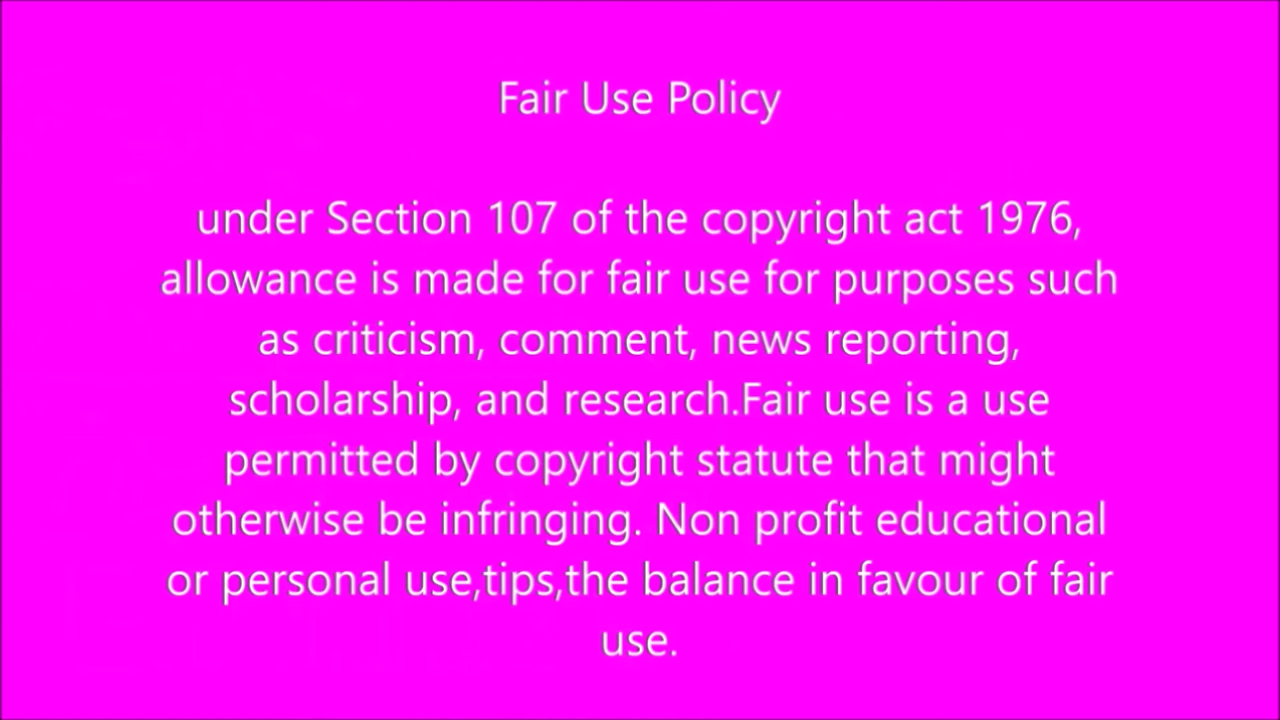 Fair Use Policy
under Section 107 of the copyright act 1976,
allowance is made for fair use for purposes such
as criticism, comment, news reporting,
scholarship, and research.Fair use is a use
permitted by copyright statute that might
otherwise be infringing. Non profit educational
or personal use,tips,the balance in favour of fair
use.